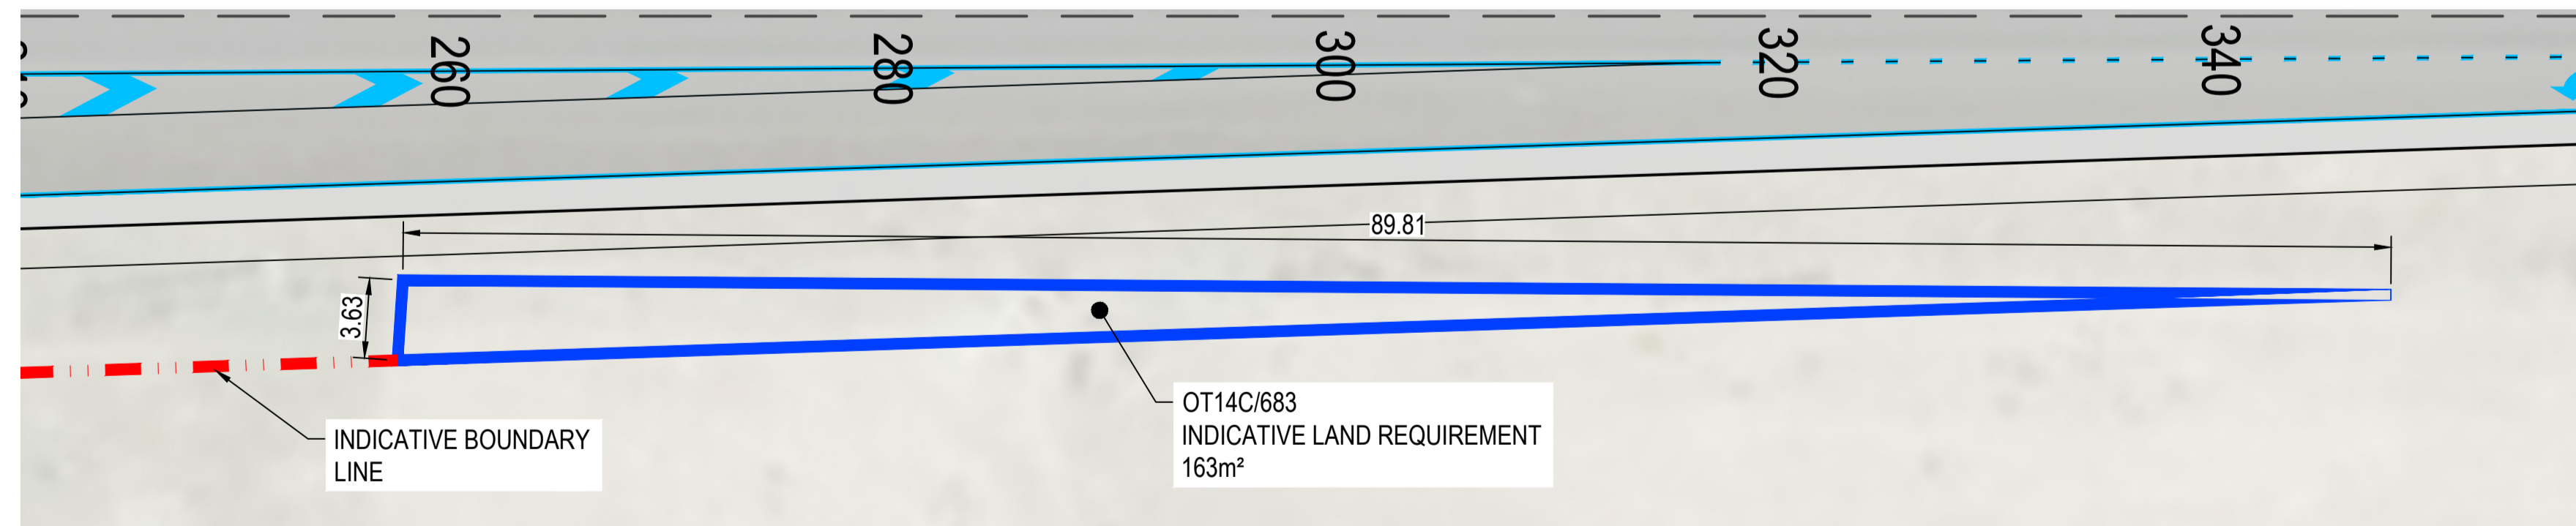 260
280
300
320
340
89.81
3.63
INDICATIVE BOUNDARY
LINE
OT14C/683
INDICATIVE LAND REQUIREMENT
163m²